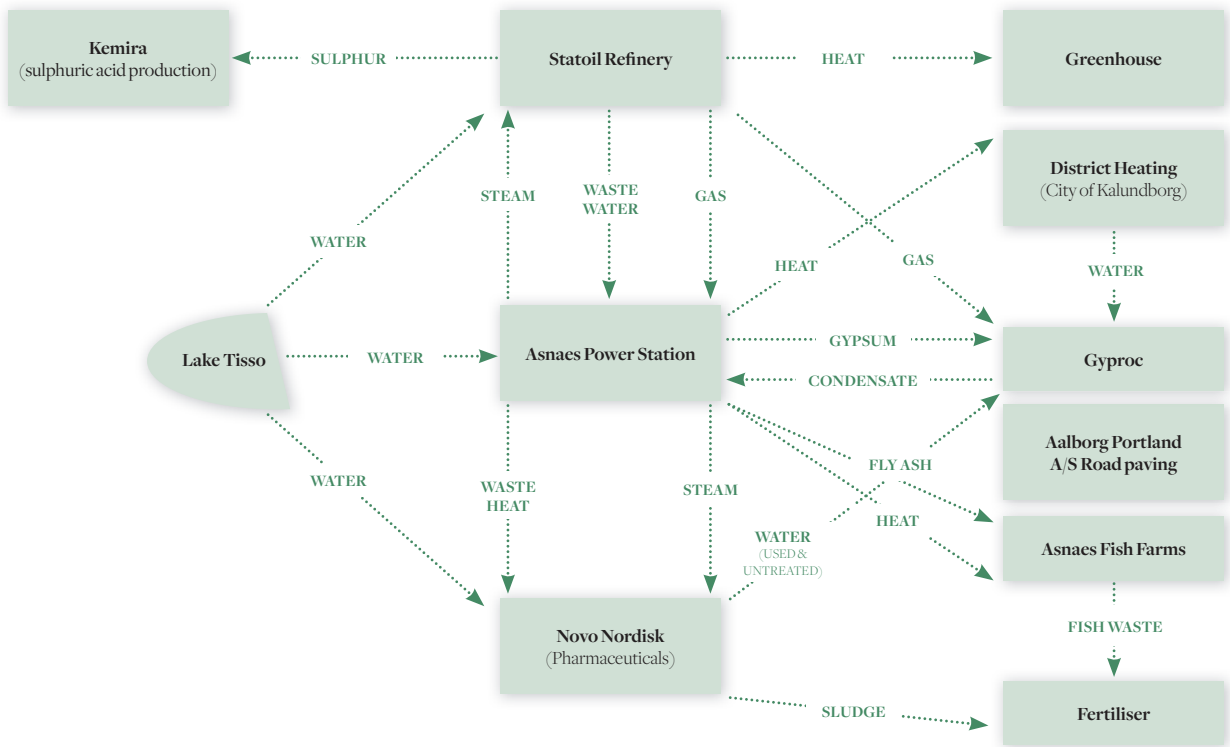 Kemira
(sulphuric acid production)
SULPHUR
Statoil Refinery
HEAT
Greenhouse
District Heating
(City of Kalundborg)
STEAM
WASTE
WATER
GAS
WATER
HEAT
GAS
WATER
Lake Tisso
WATER
Asnaes Power Station
GYPSUM
CONDENSATE
Gyproc
Aalborg Portland
A/S Road paving
WATER
WASTE
HEAT
STEAM
FLY ASH
HEAT
WATER
(USED &
UNTREATED)
Asnaes Fish Farms
FISH WASTE
Novo Nordisk
(Pharmaceuticals)
SLUDGE
Fertiliser